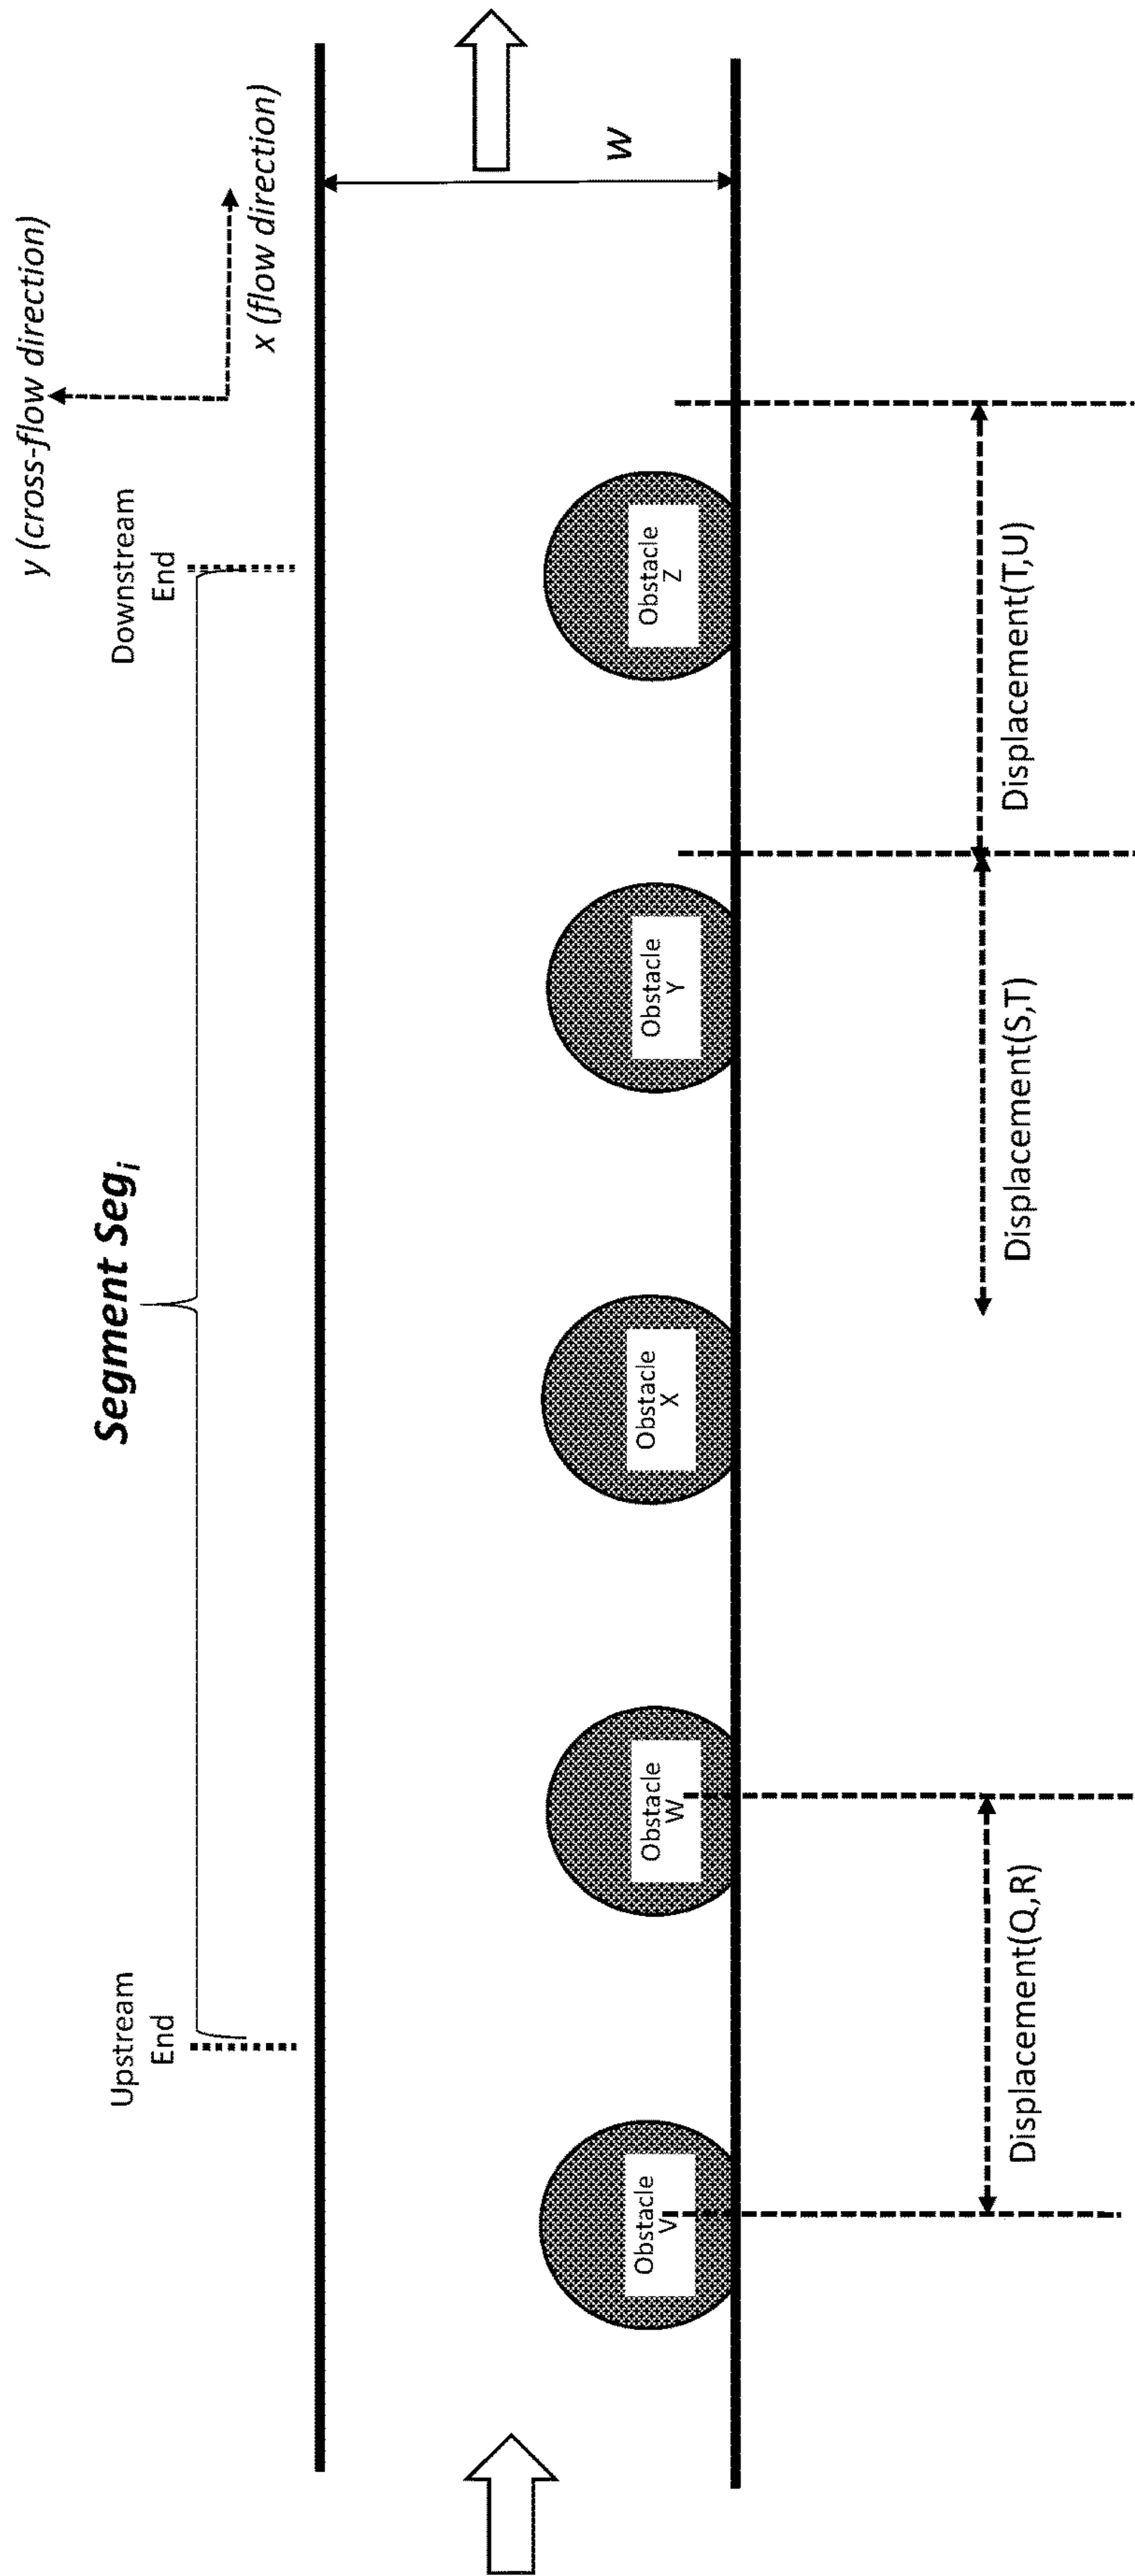 y (cross-flow direction)
x (flow direction)
Segment Seg_i
Upstream
End
Downstream
End
w
Obstacle
V
Obstacle
W
Obstacle
X
Obstacle
Y
Obstacle
Z
Displacement(Q,R)
Displacement(S,T)
Displacement(T,U)